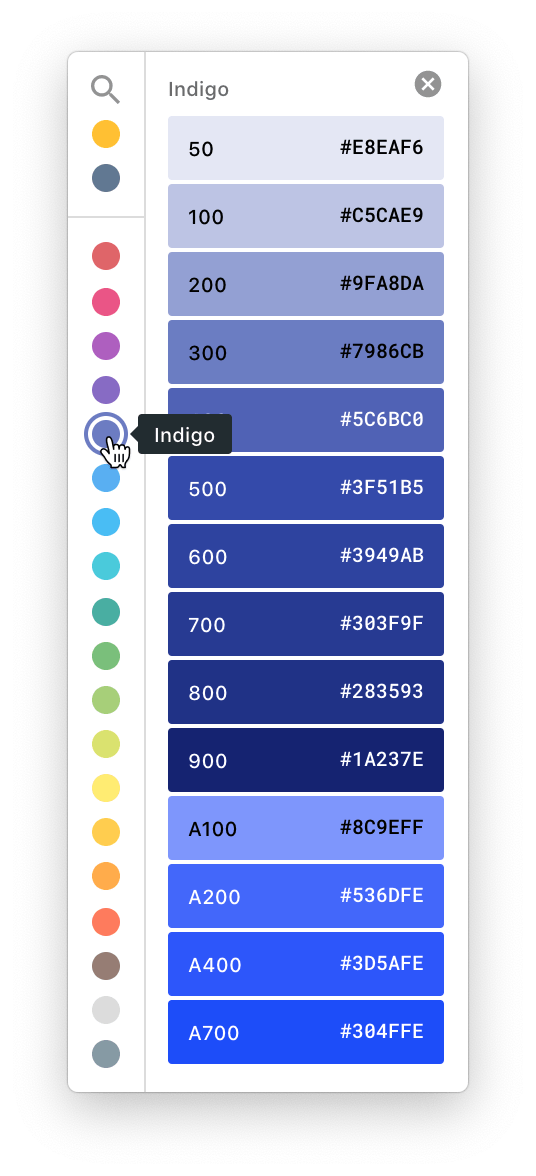 Indigo
50 #E8EAF6
100 #C5CAE9
200 #9FA8DA
300 #7986CB
#5C6BC0
Indigo
500 #3F51B5
600 #3949AB
700 #303F9F
800 #283593
900 #1A237E
A100 #8C9EFF
A200 #536DFE
A400 #3D5AFE
A700 #304FFE